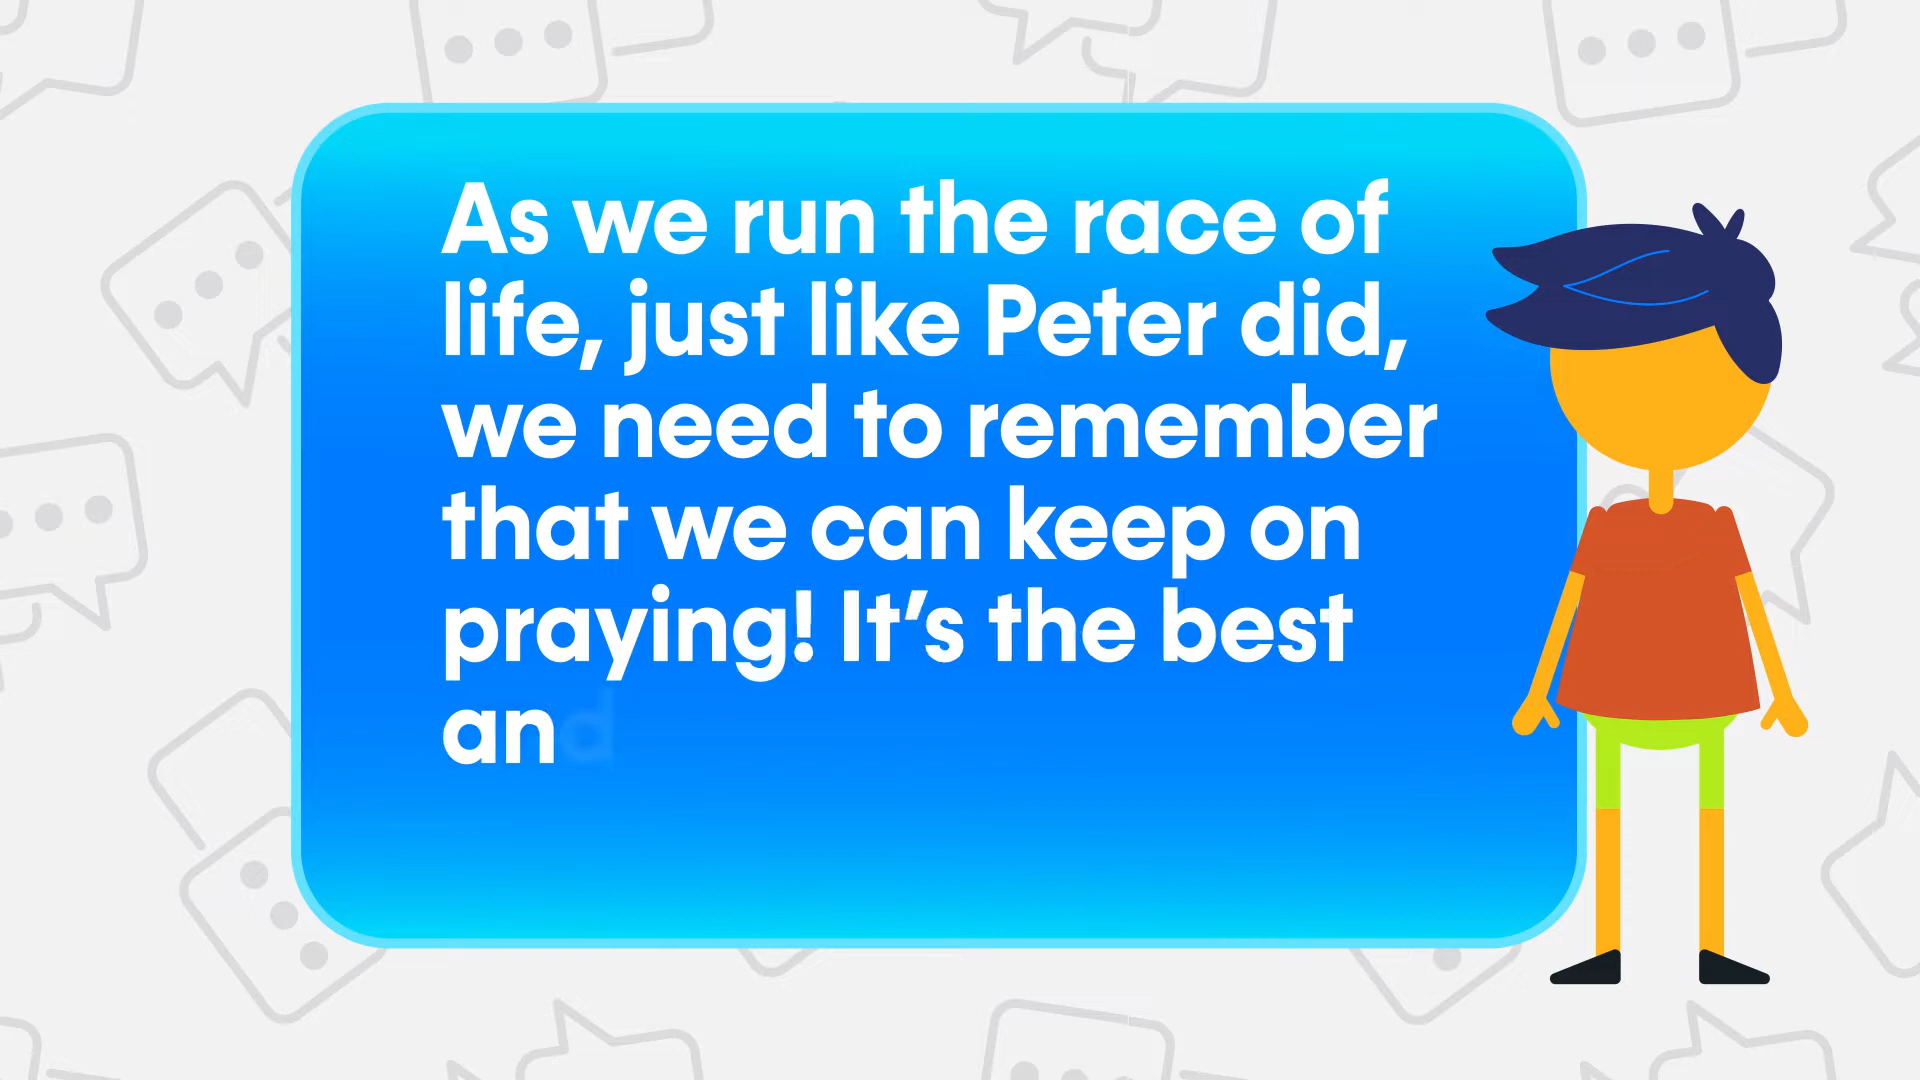 As we run the race of
life, just like Peter did,
we need to remember
that we can keep on
praying! It’s the best
and